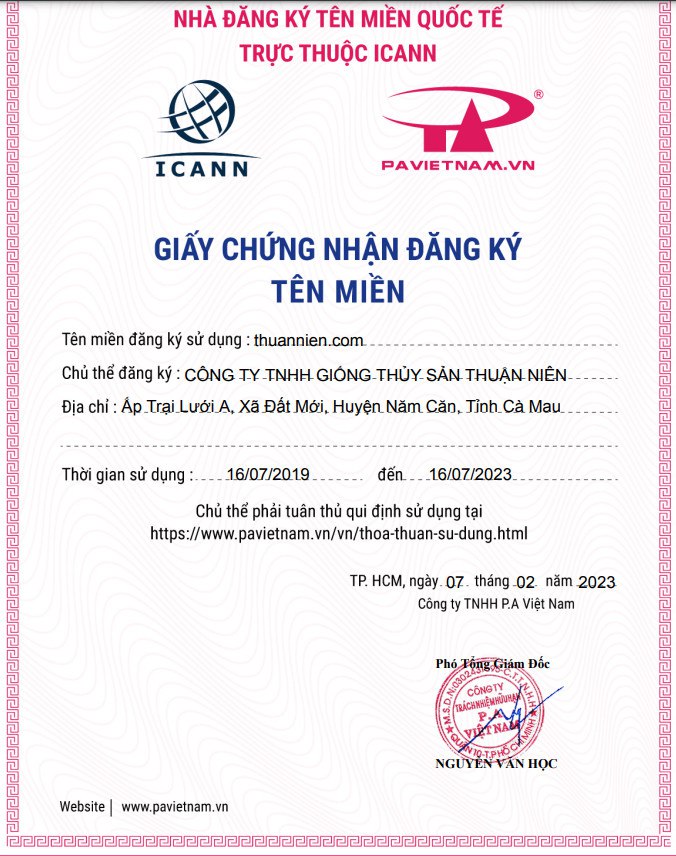 NHÀ ĐĂNG KÝ TÊN MIỀN QUỐC TẾ
TRỰC THUỘC ICANN
ICANN
PA ®
PAVIETNAM.VN
GIẤY CHỨNG NHẬN ĐĂNG KÝ
TÊN MIỀN
Tên miền đăng ký sử dụng : thuannien.com
Chủ thể đăng ký : CÔNG TY TNHH GIỐNG THỦY SẢN THUẬN NIÊN
Địa chỉ : Ấp Trại Lưới A, Xã Đất Mới, Huyện Năm Căn, Tỉnh Cà Mau
Thời gian sử dụng : 16/07/2019 đến 16/07/2023
Chủ thể phải tuân thủ qui định sử dụng tại
https://www.pavietnam.vn/vn/thoa-thuan-su-dung.html
TP. HCM, ngày 07 tháng 02 năm 2023
Công ty TNHH P.A Việt Nam
Phó Tổng Giám Đốc
CÔNG TY
TRÁCH NHIỆM HỮU HẠN
P.A
VIỆT NAM
QUẬN 10-T.PHỐ CHÍ MINH
NGUYỄN VĂN HỌC
Website | www.pavietnam.vn